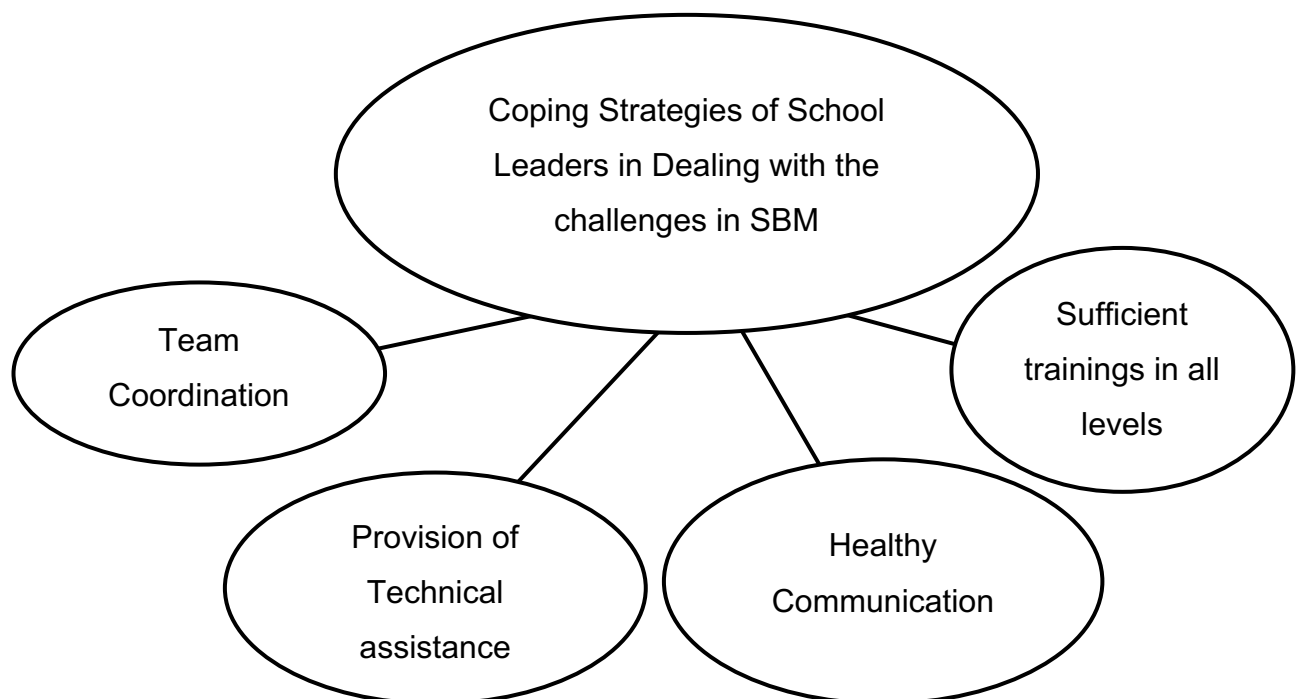 Coping Strategies of School
Leaders in Dealing with the
challenges in SBM
Team
Coordination
Provision of
Technical
assistance
Healthy
Communication
Sufficient
trainings in all
levels